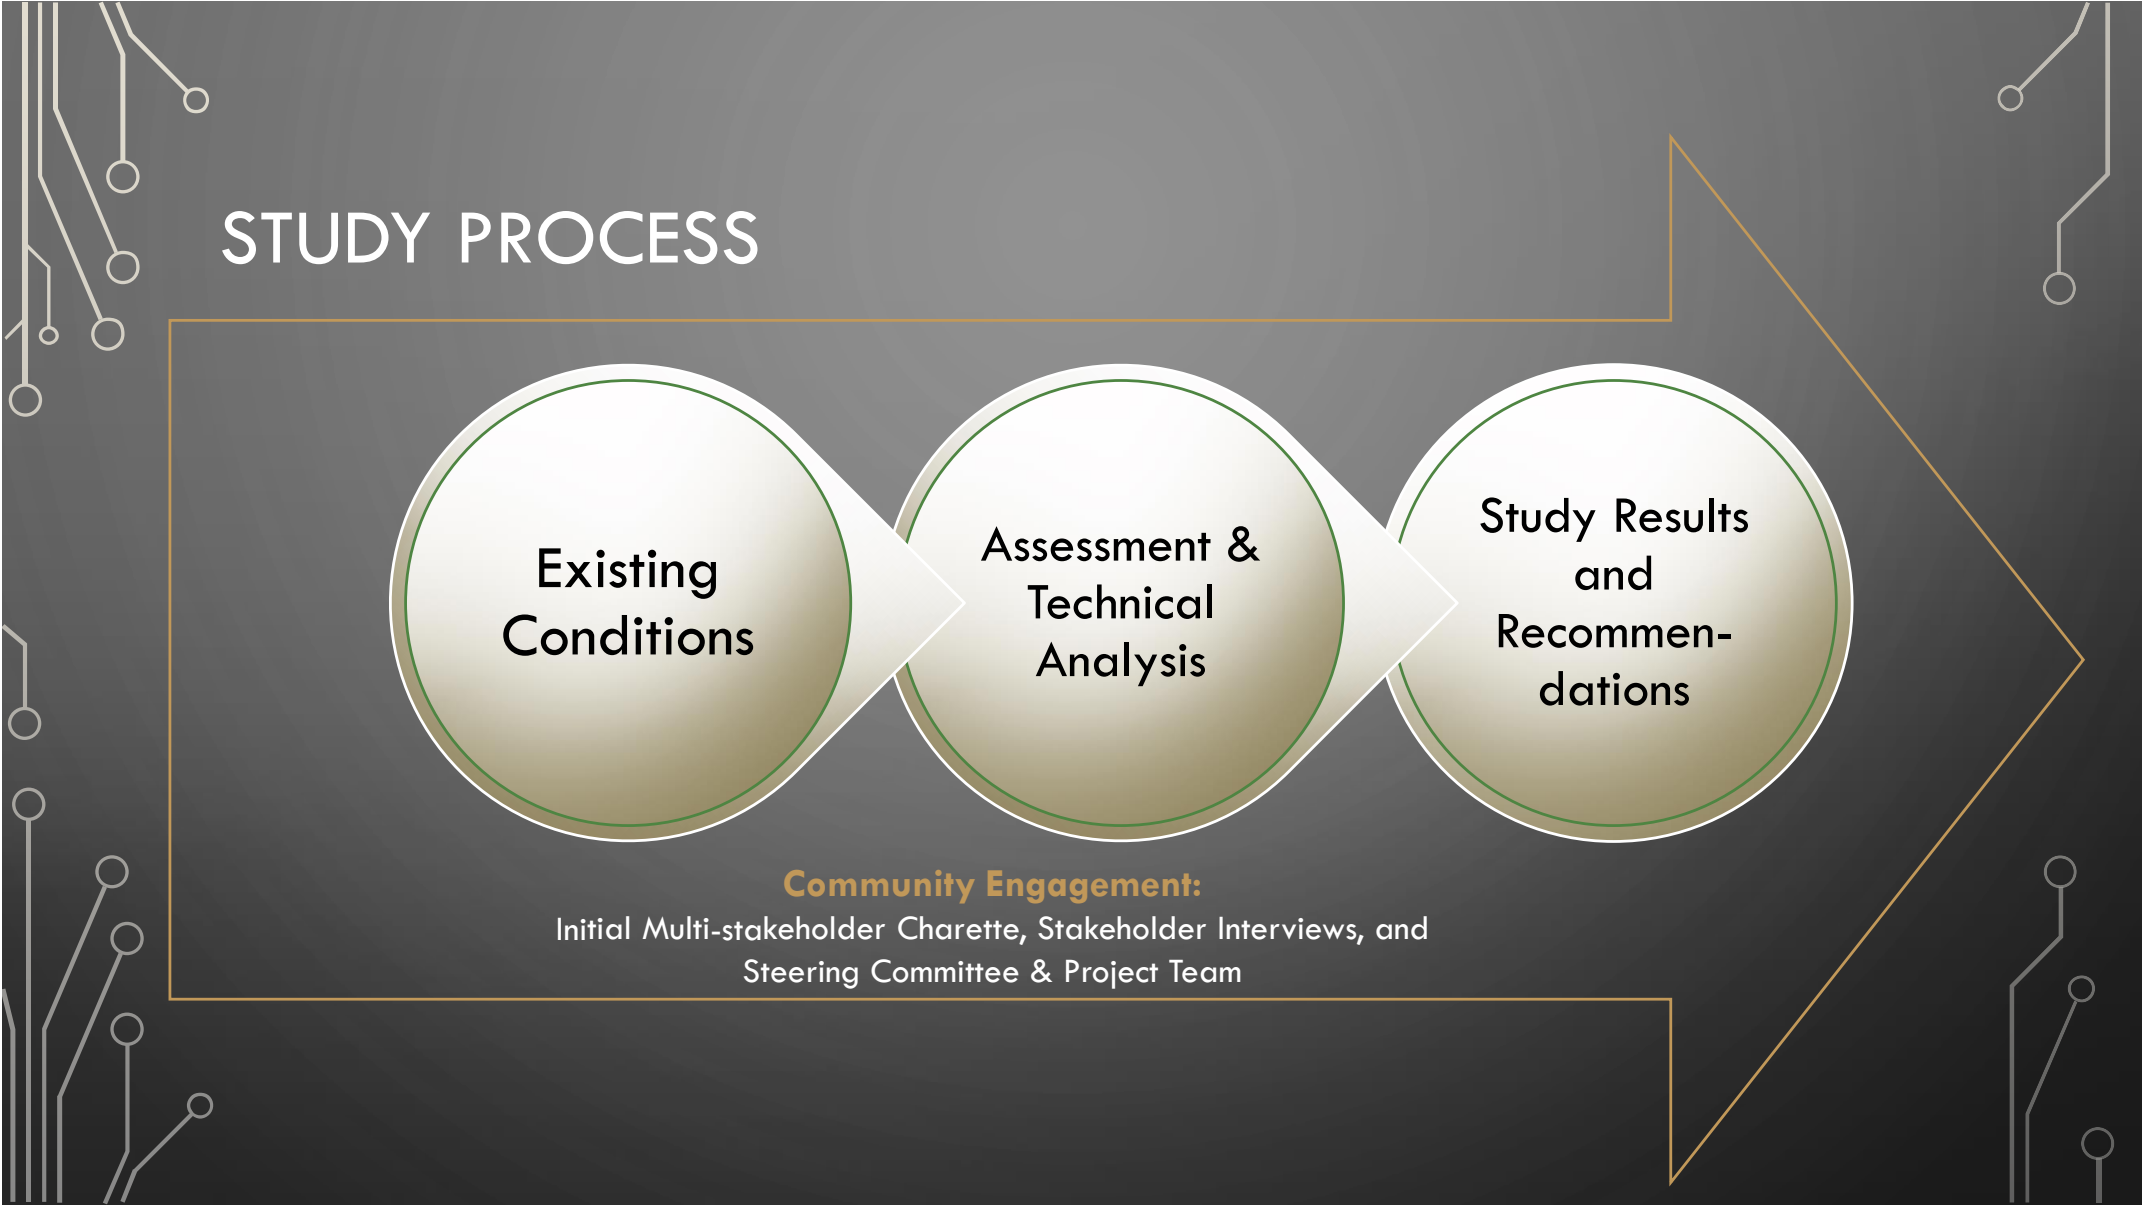 STUDY PROCESS
Existing
Conditions
Assessment &
Technical
Analysis
Study Results
and
Recommen-
dations
Community Engagement:
Initial Multi-stakeholder Charette, Stakeholder Interviews, and
Steering Committee & Project Team